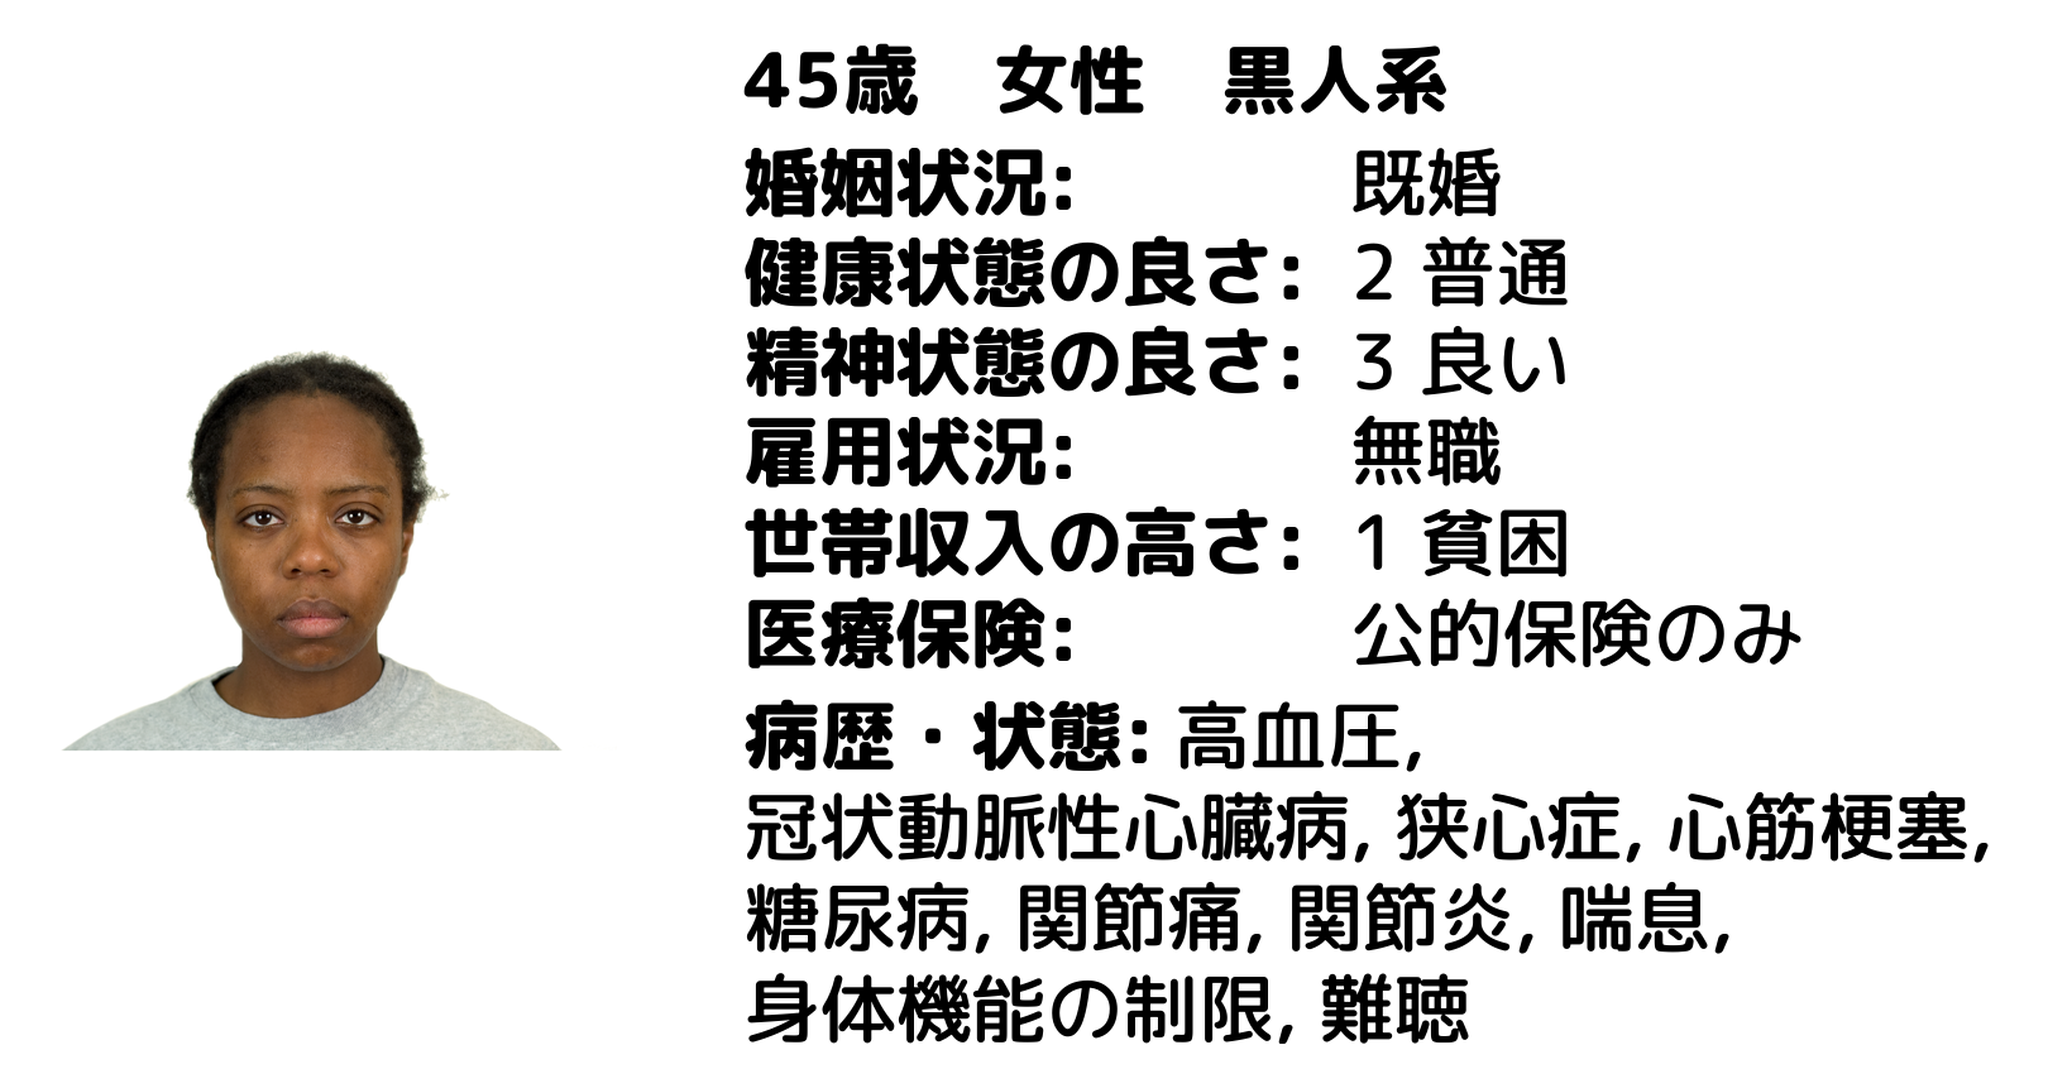 45歳　女性　黒人系
婚姻状況: 既婚
健康状態の良さ: 2 普通
精神状態の良さ: 3 良い
雇用状況: 無職
世帯収入の高さ: 1 貧困
医療保険: 公的保険のみ
病歴・状態: 高血圧,
冠状動脈性心臓病, 狭心症, 心筋梗塞,
糖尿病, 関節痛, 関節炎, 喘息,
身体機能の制限, 難聴